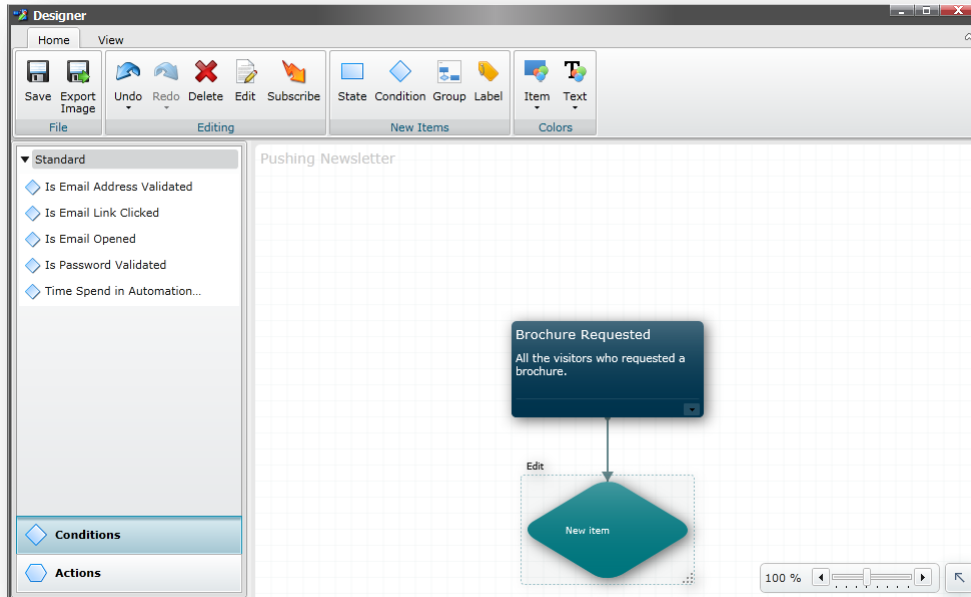 Designer
Home View
Save Export Image Undo Redo Delete Edit Subscribe State Condition Group Label Item Text
File Editing New Items Colors
Standard
Is Email Address Validated
Is Email Link Clicked
Is Email Opened
Is Password Validated
Time Spend in Automation...
Conditions
Actions
Pushing Newsletter
Brochure Requested
All the visitors who requested a
brochure.
Edit
New item
100 %